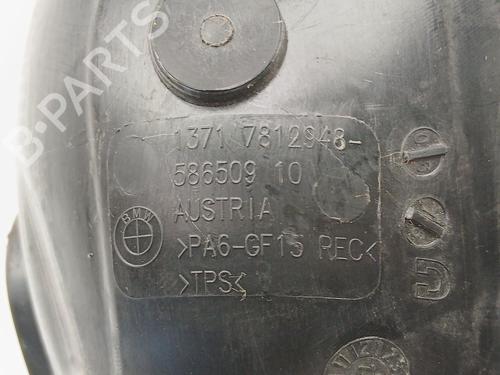 B-PARTS
1371 7812948-
586509 10
AUSTRIA
BMW
>PA6-GF15 REC<
>TPS<